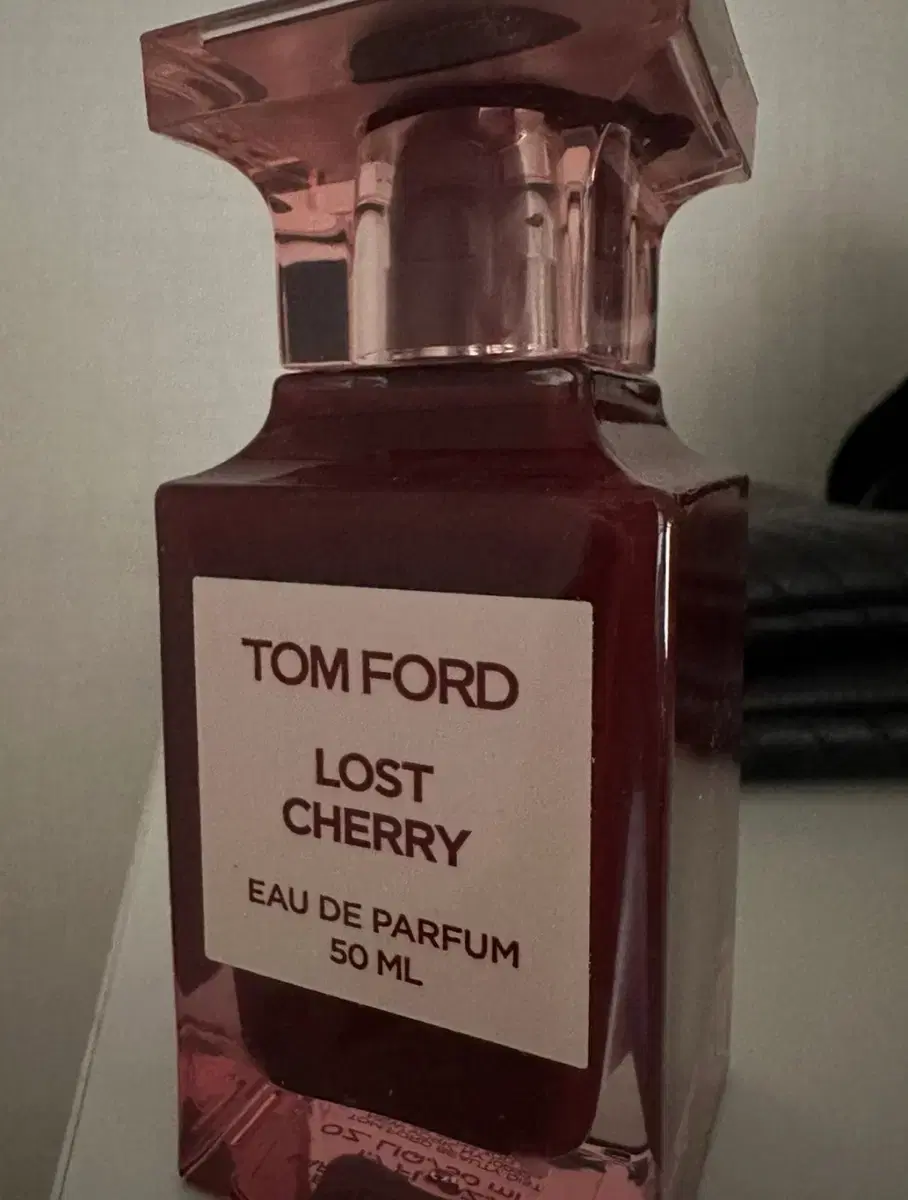 TOM FORD
LOST
CHERRY
EAU DE PARFUM
50 ML